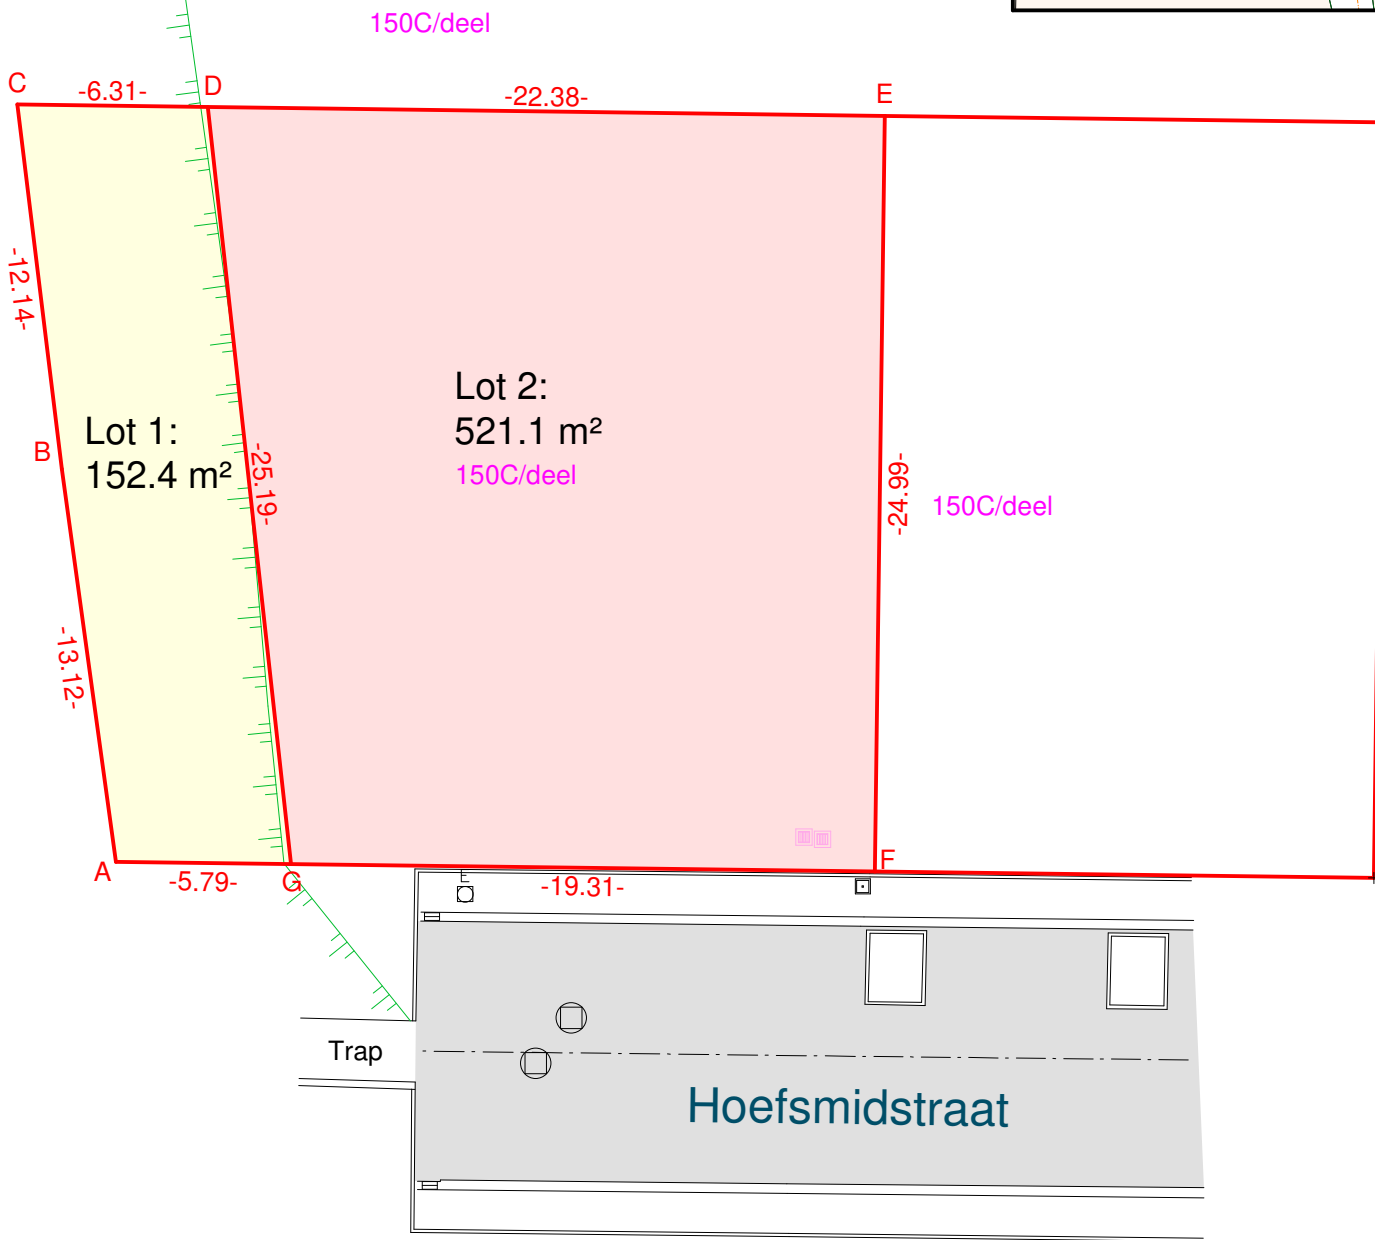 150C/deel
C
-6.31-
D
-22.38-
E
-12.14-
Lot 2:
521.1 m²
150C/deel
Lot 1:
152.4 m²
B
-25.19-
-24.99-
150C/deel
-13.12-
A
-5.79-
G
-19.31-
F
Trap
Hoefsmidstraat